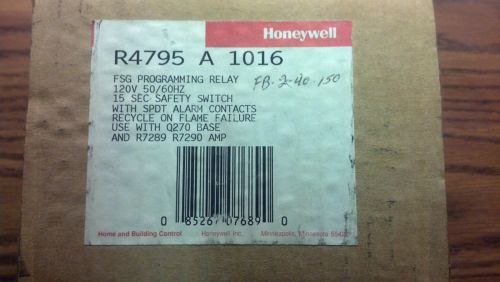 Honeywell
R4795 A 1016
FSG PROGRAMMING RELAY
FB-2-40-150
120V 50/60HZ
15 SEC SAFETY SWITCH
WITH SPDT ALARM CONTACTS
RECYCLE ON FLAME FAILURE
USE WITH Q270 BASE
AND R7289 R7290 AMP
0 85267 07689 0
Home and Building Control Honeywell Inc. Minneapolis, Minnesota